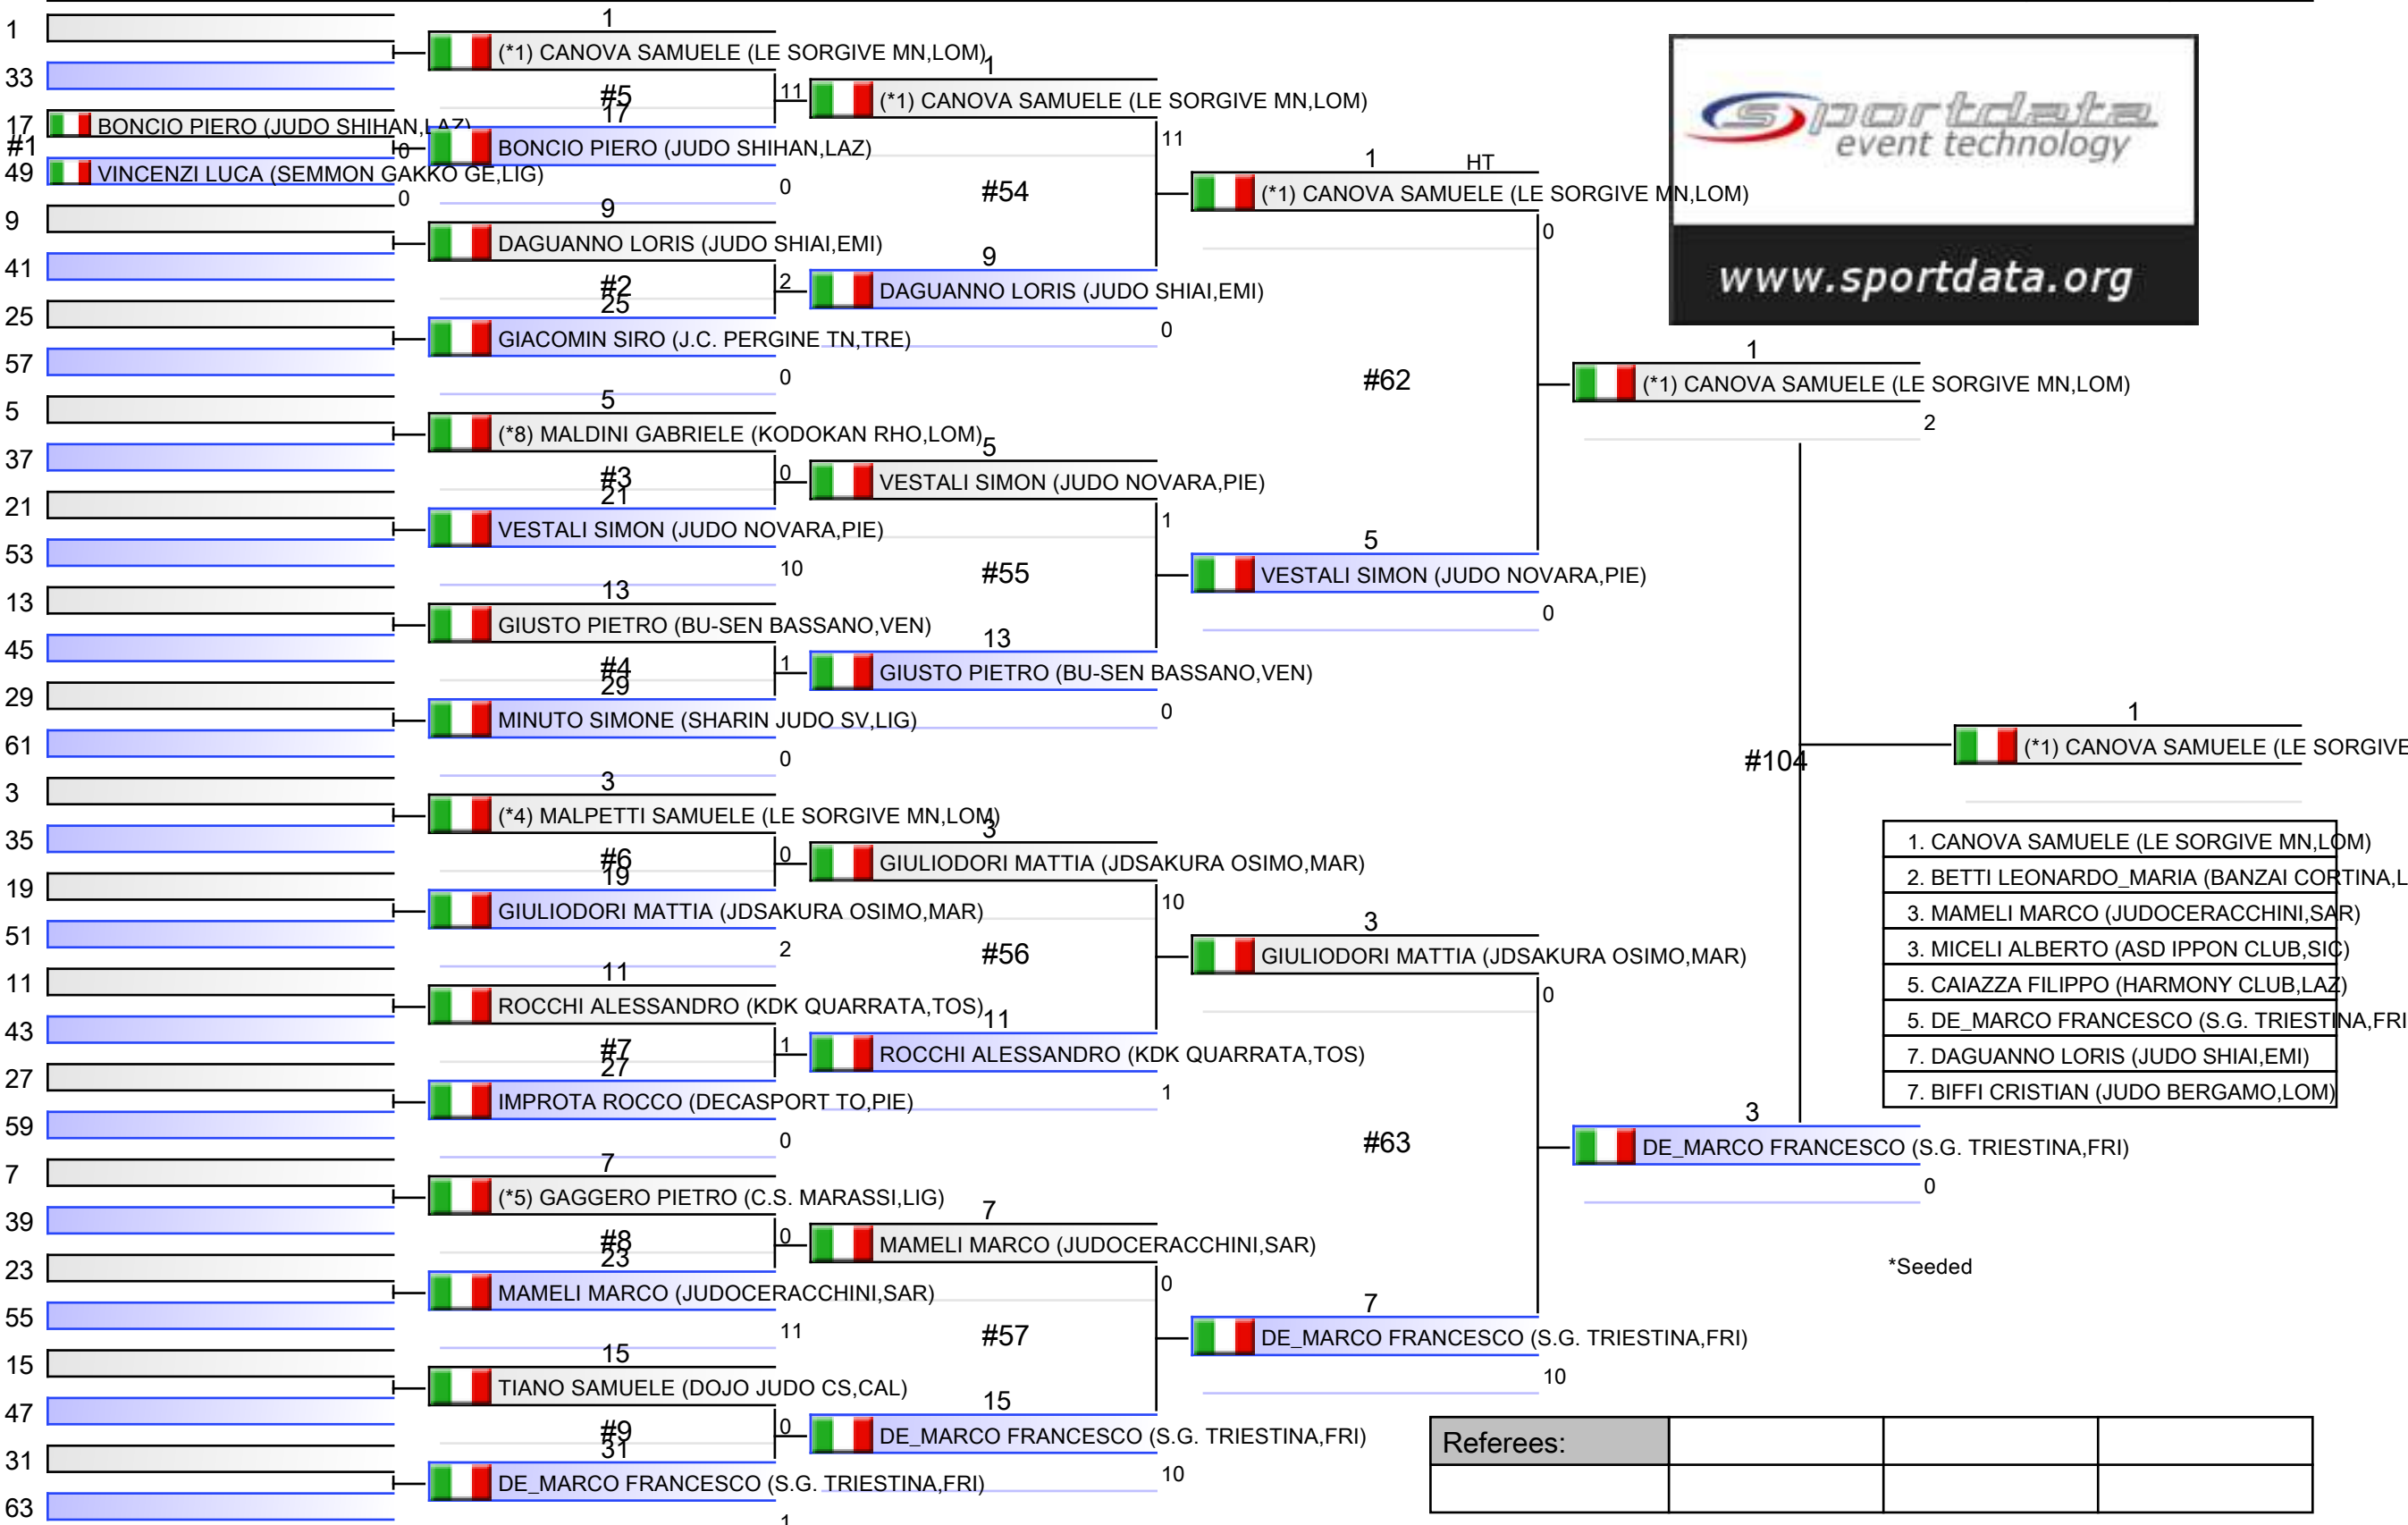 1
1
(*1) CANOVA SAMUELE (LE SORGIVE MN,LOM)
1
33
#5
11
(*1) CANOVA SAMUELE (LE SORGIVE MN,LOM)
17
17
BONCIO PIERO (JUDO SHIHAN,LAZ)
#1
0
BONCIO PIERO (JUDO SHIHAN,LAZ)
11
49
VINCENZI LUCA (SEMMON GAKKO GE,LIG)
0
0
#54
1
HT
(*1) CANOVA SAMUELE (LE SORGIVE MN,LOM)
0
9
9
DAGUANNO LORIS (JUDO SHIAI,EMI)
41
#2
2
9
DAGUANNO LORIS (JUDO SHIAI,EMI)
0
25
25
GIACOMIN SIRO (J.C. PERGINE TN,TRE)
57
0
#62
1
(*1) CANOVA SAMUELE (LE SORGIVE MN,LOM)
2
5
5
(*8) MALDINI GABRIELE (KODOKAN RHO,LOM)
37
#3
0
5
VESTALI SIMON (JUDO NOVARA,PIE)
21
21
VESTALI SIMON (JUDO NOVARA,PIE)
1
53
10
#55
5
VESTALI SIMON (JUDO NOVARA,PIE)
0
13
13
GIUSTO PIETRO (BU-SEN BASSANO,VEN)
45
#4
1
13
GIUSTO PIETRO (BU-SEN BASSANO,VEN)
0
29
29
MINUTO SIMONE (SHARIN JUDO SV,LIG)
61
0
#104
1
(*1) CANOVA SAMUELE (LE SORGIVE
3
3
(*4) MALPETTI SAMUELE (LE SORGIVE MN,LOM)
35
#6
0
3
GIULIODORI MATTIA (JDSAKURA OSIMO,MAR)
19
19
GIULIODORI MATTIA (JDSAKURA OSIMO,MAR)
10
51
2
#56
3
GIULIODORI MATTIA (JDSAKURA OSIMO,MAR)
0
11
11
ROCCHI ALESSANDRO (KDK QUARRATA,TOS)
43
#7
1
11
ROCCHI ALESSANDRO (KDK QUARRATA,TOS)
1
27
27
IMPROTA ROCCO (DECASPORT TO,PIE)
59
0
#63
3
DE_MARCO FRANCESCO (S.G. TRIESTINA,FRI)
0
7
7
(*5) GAGGERO PIETRO (C.S. MARASSI,LIG)
39
#8
0
7
MAMELI MARCO (JUDOCERACCHINI,SAR)
23
23
MAMELI MARCO (JUDOCERACCHINI,SAR)
0
55
11
#57
7
DE_MARCO FRANCESCO (S.G. TRIESTINA,FRI)
10
15
15
TIANO SAMUELE (DOJO JUDO CS,CAL)
47
#9
0
15
DE_MARCO FRANCESCO (S.G. TRIESTINA,FRI)
10
31
31
DE_MARCO FRANCESCO (S.G. TRIESTINA,FRI)
63
1
sportdata
event technology
www.sportdata.org
1. CANOVA SAMUELE (LE SORGIVE MN,LOM)
2. BETTI LEONARDO_MARIA (BANZAI CORTINA,L
3. MAMELI MARCO (JUDOCERACCHINI,SAR)
3. MICELI ALBERTO (ASD IPPON CLUB,SIC)
5. CAIAZZA FILIPPO (HARMONY CLUB,LAZ)
5. DE_MARCO FRANCESCO (S.G. TRIESTINA,FRI
7. DAGUANNO LORIS (JUDO SHIAI,EMI)
7. BIFFI CRISTIAN (JUDO BERGAMO,LOM)
*Seeded
Referees: